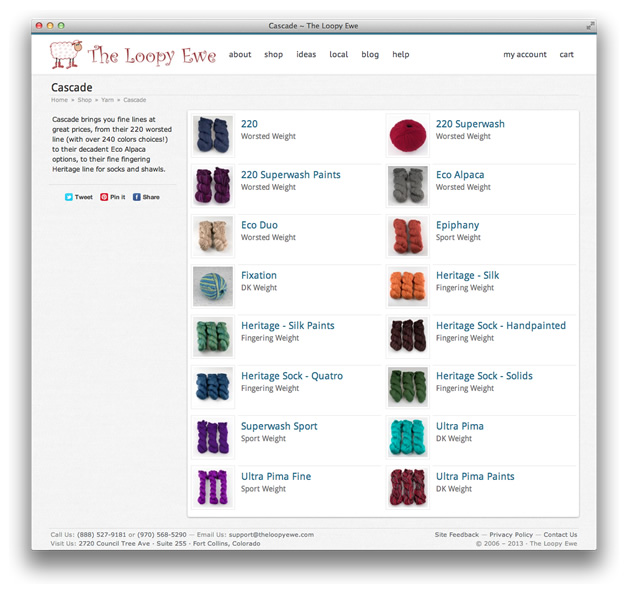 Cascade ~ The Loopy Ewe
The Loopy Ewe
about shop ideas local blog help my account cart
Cascade
Home » Shop » Yarn » Cascade
Cascade brings you fine lines at
great prices, from their 220 worsted
line (with over 240 colors choices!)
to their decadent Eco Alpaca
options, to their fine fingering
Heritage line for socks and shawls.
Tweet Pin it Share
220
Worsted Weight
220 Superwash
Worsted Weight
220 Superwash Paints
Worsted Weight
Eco Alpaca
Worsted Weight
Eco Duo
Worsted Weight
Epiphany
Sport Weight
Fixation
DK Weight
Heritage - Silk
Fingering Weight
Heritage - Silk Paints
Fingering Weight
Heritage Sock - Handpainted
Fingering Weight
Heritage Sock - Quatro
Fingering Weight
Heritage Sock - Solids
Fingering Weight
Superwash Sport
Sport Weight
Ultra Pima
DK Weight
Ultra Pima Fine
Sport Weight
Ultra Pima Paints
DK Weight
Call Us: (888) 527-9181 or (970) 568-5290 — Email Us: support@theloopyewe.com
Visit Us: 2720 Council Tree Ave - Suite 255 - Fort Collins, Colorado
Site Feedback — Privacy Policy — Contact Us
© 2006 - 2013 - The Loopy Ewe